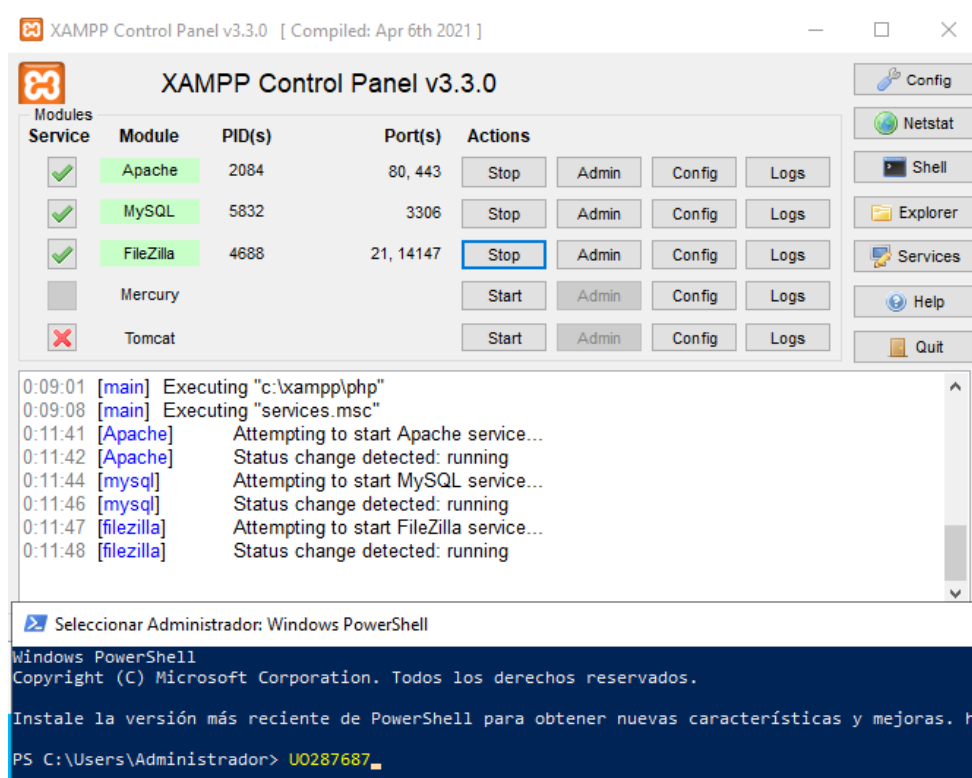 XAMPP Control Panel v3.3.0 [ Compiled: Apr 6th 2021 ]
XAMPP Control Panel v3.3.0
Config
Modules
Service Module PID(s) Port(s) Actions
Netstat
Apache 2084 80, 443 Stop Admin Config Logs
Shell
MySQL 5832 3306 Stop Admin Config Logs
Explorer
FileZilla 4688 21, 14147 Stop Admin Config Logs
Services
Mercury Start Admin Config Logs
Help
Tomcat Start Admin Config Logs
Quit
0:09:01 [main] Executing "c:\xampp\php"
0:09:08 [main] Executing "services.msc"
0:11:41 [Apache] Attempting to start Apache service...
0:11:42 [Apache] Status change detected: running
0:11:44 [mysql] Attempting to start MySQL service...
0:11:46 [mysql] Status change detected: running
0:11:47 [filezilla] Attempting to start FileZilla service...
0:11:48 [filezilla] Status change detected: running
Seleccionar Administrador: Windows PowerShell
Windows PowerShell
Copyright (C) Microsoft Corporation. Todos los derechos reservados.
Instale la versión más reciente de PowerShell para obtener nuevas características y mejoras. h
PS C:\Users\Administrador> UO287687_